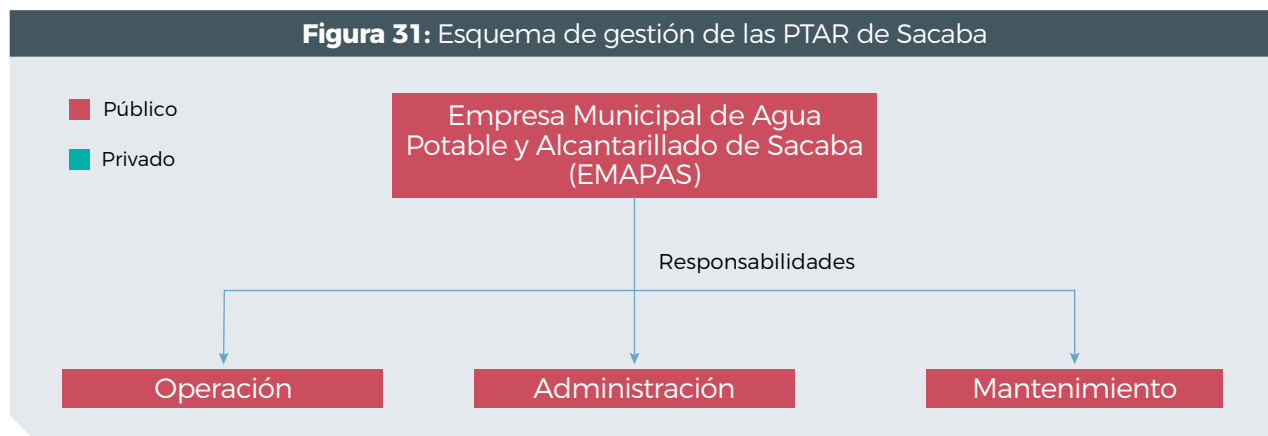 Figura 31: Esquema de gestión de las PTAR de Sacaba
Público
Privado
Empresa Municipal de Agua
Potable y Alcantarillado de Sacaba
(EMAPAS)
Responsabilidades
Operación
Administración
Mantenimiento